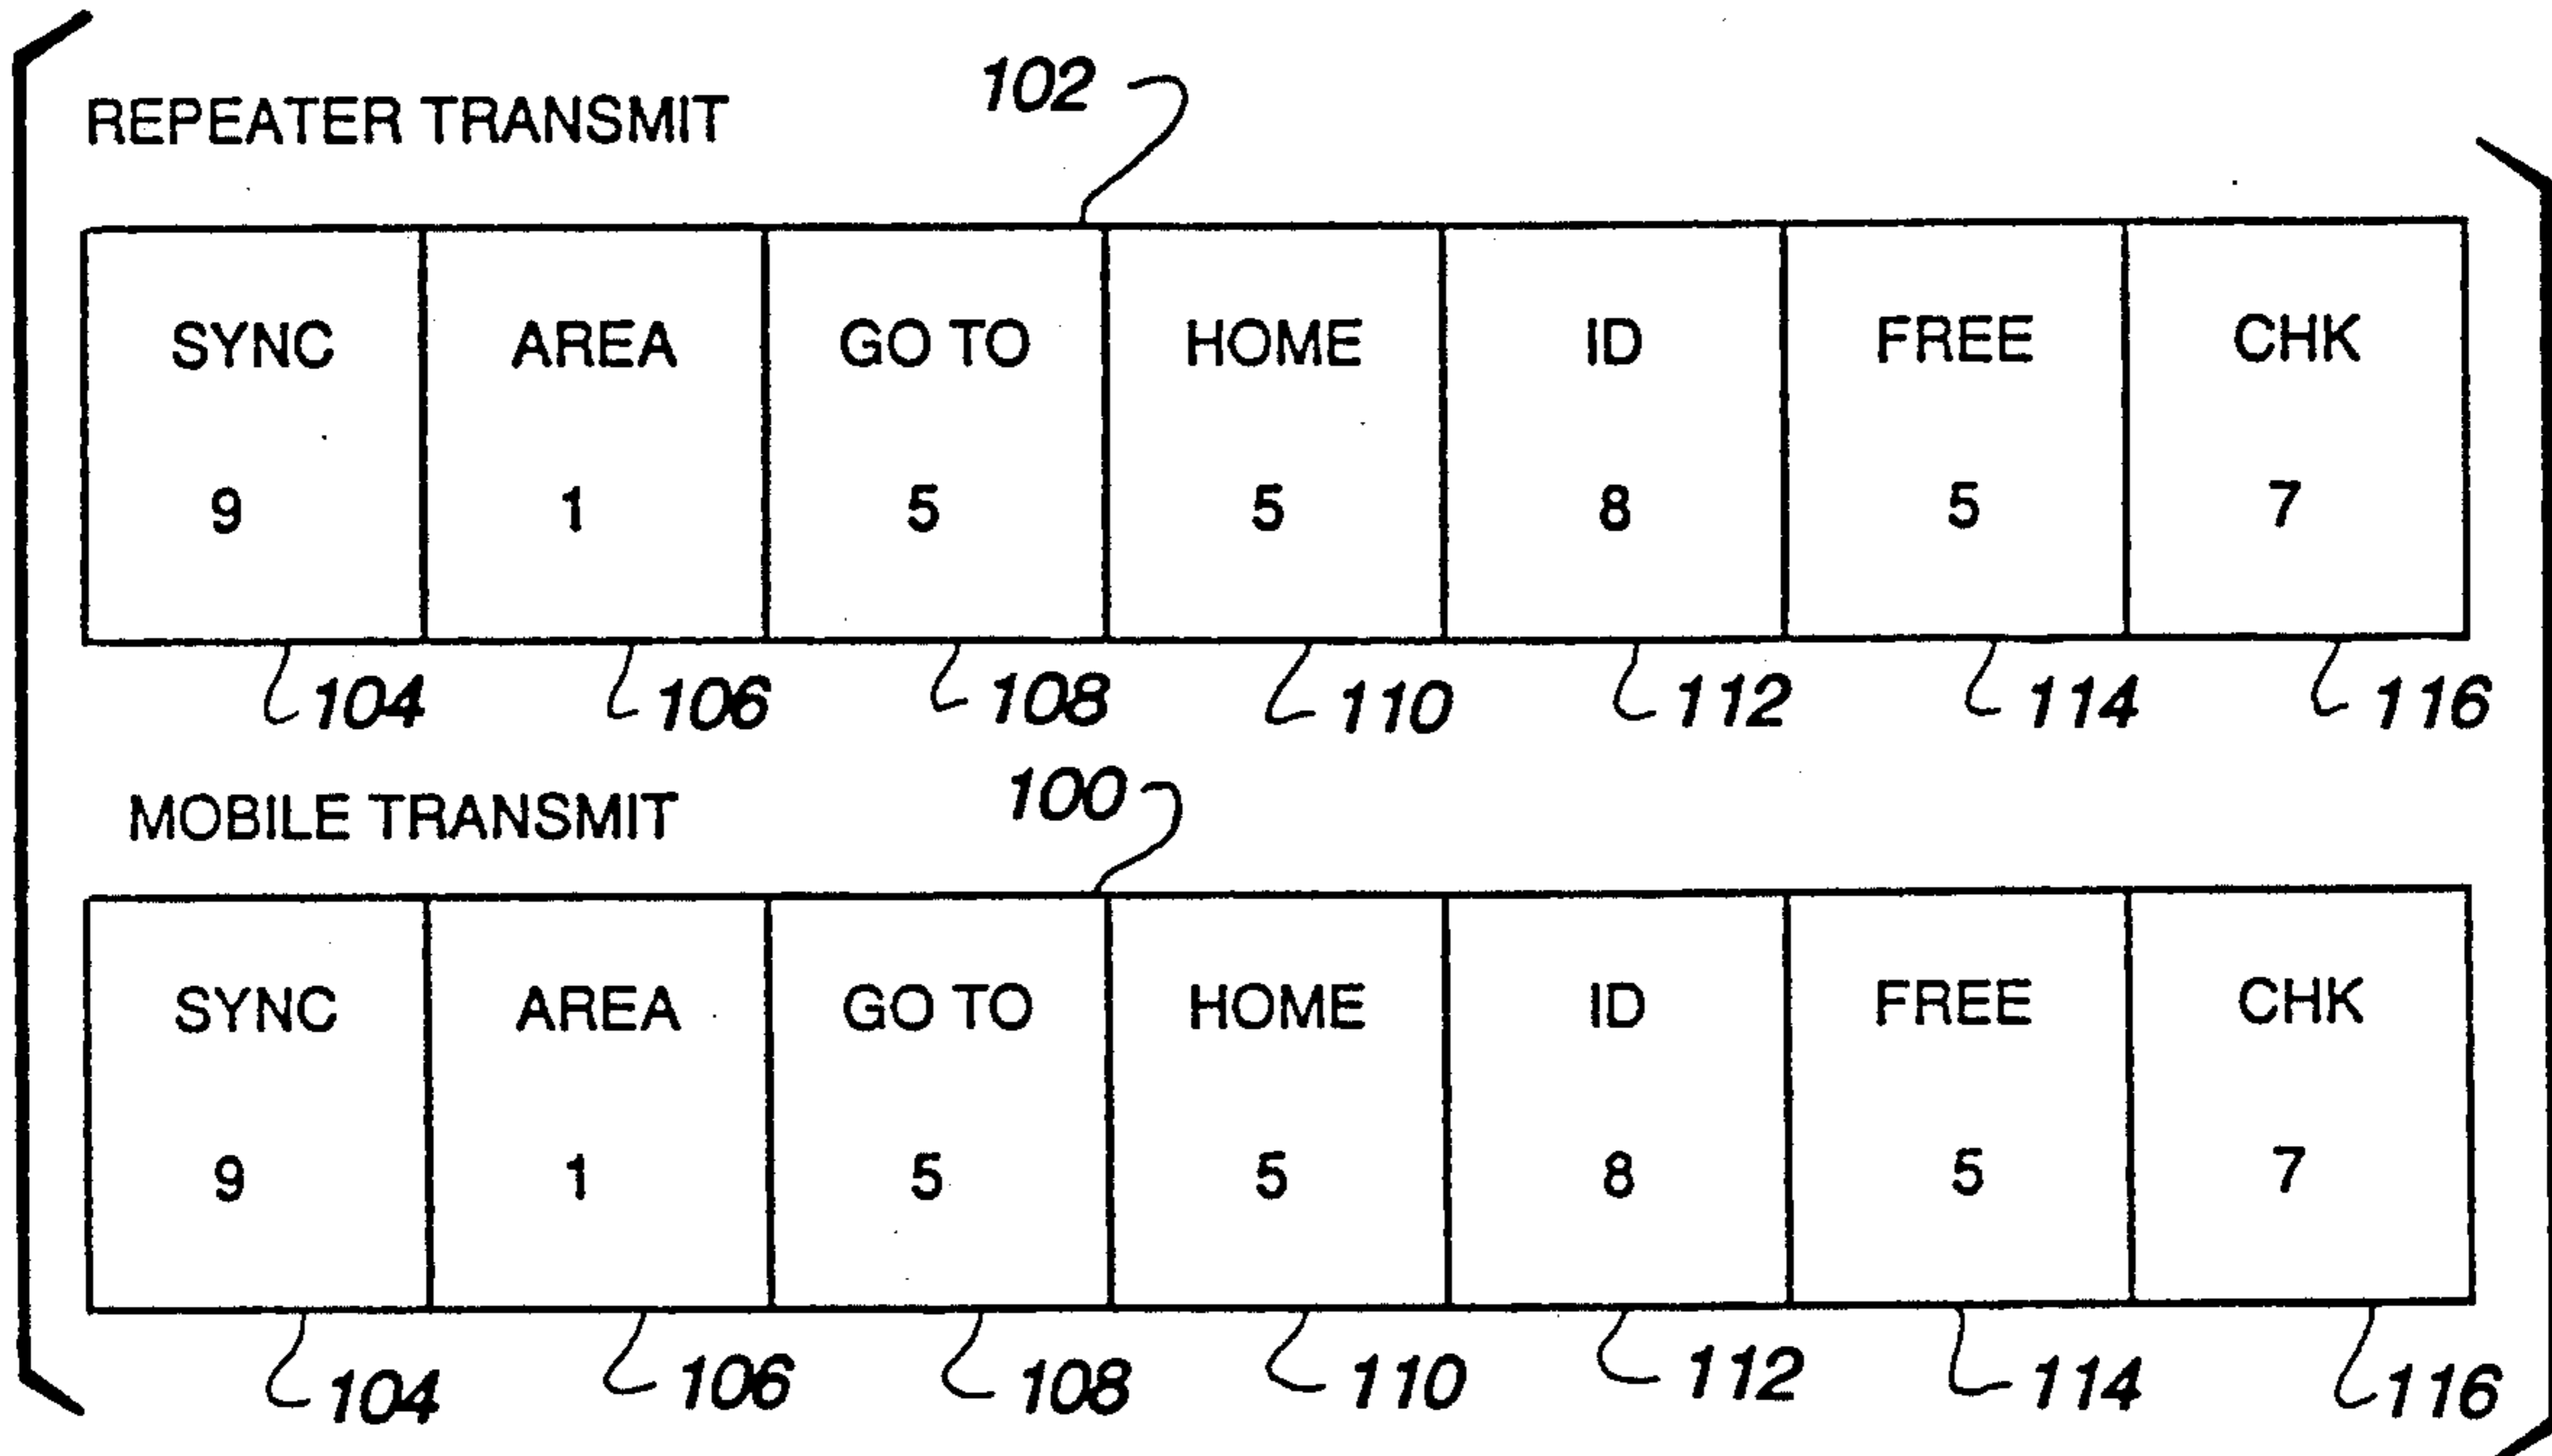 102
REPEATER TRANSMIT
SYNC AREA GO TO HOME ID FREE CHK
9 1 5 5 8 5 7
104 106 108 110 112 114 116
100
MOBILE TRANSMIT
SYNC AREA GO TO HOME ID FREE CHK
9 1 5 5 8 5 7
104 106 108 110 112 114 116